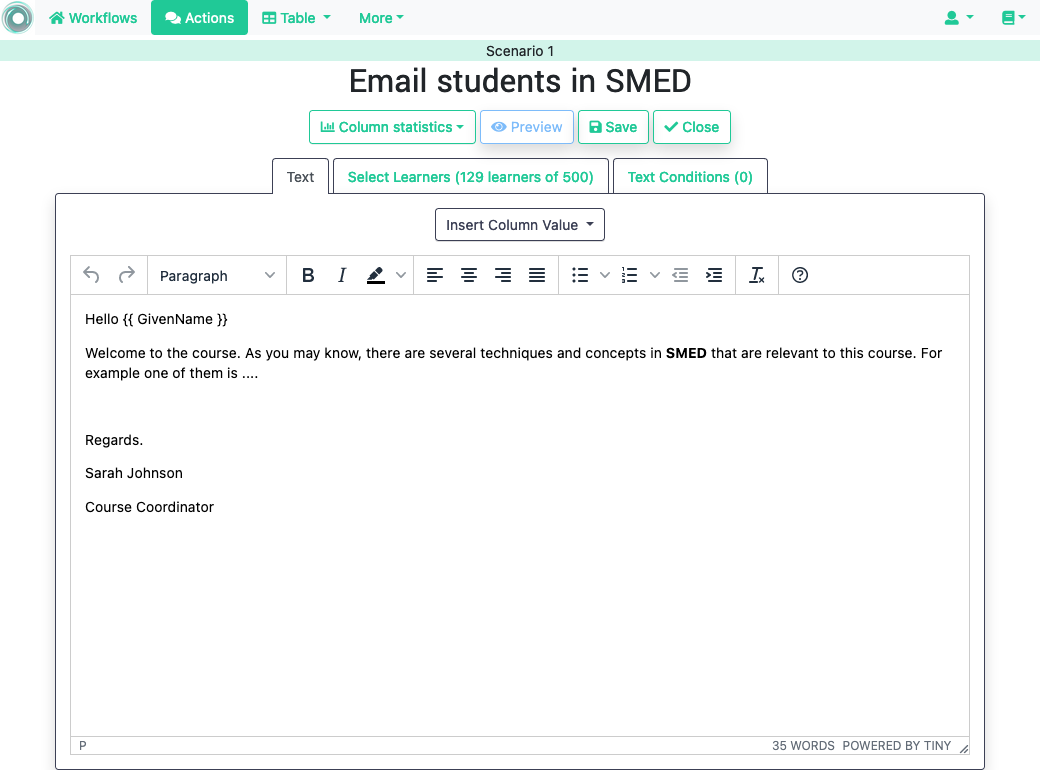 Workflows Actions Table More
Scenario 1
Email students in SMED
Column statistics Preview Save Close
Text Select Learners (129 learners of 500) Text Conditions (0)
Insert Column Value
Paragraph B I
Hello {{ GivenName }}
Welcome to the course. As you may know, there are several techniques and concepts in SMED that are relevant to this course. For
example one of them is ....
Regards.
Sarah Johnson
Course Coordinator
P 35 WORDS POWERED BY TINY